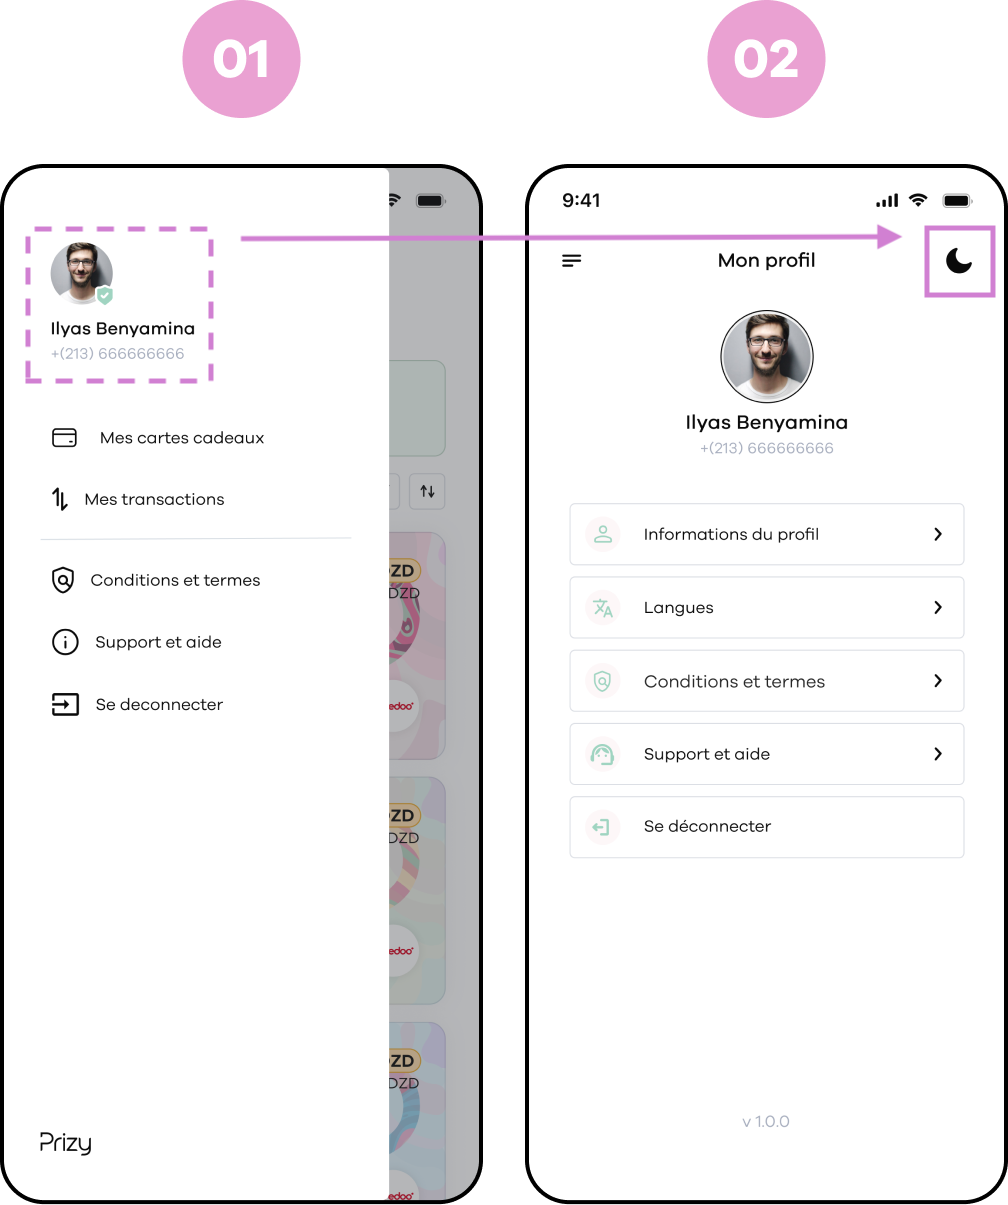 01
02
Ilyas Benyamina
+(213) 666666666
Mes cartes cadeaux
Mes transactions
Conditions et termes
Support et aide
Se deconnecter
Prizy
ZD
DZD
edoo
ZD
DZD
edoo
ZD
DZD
edoo
9:41
Mon profil
Ilyas Benyamina
+(213) 666666666
Informations du profil
Langues
Conditions et termes
Support et aide
Se déconnecter
v 1.0.0